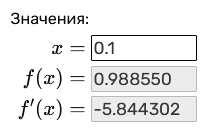 Значения:
x = 0.1
f(x) = 0.988550
f′(x) = -5.844302